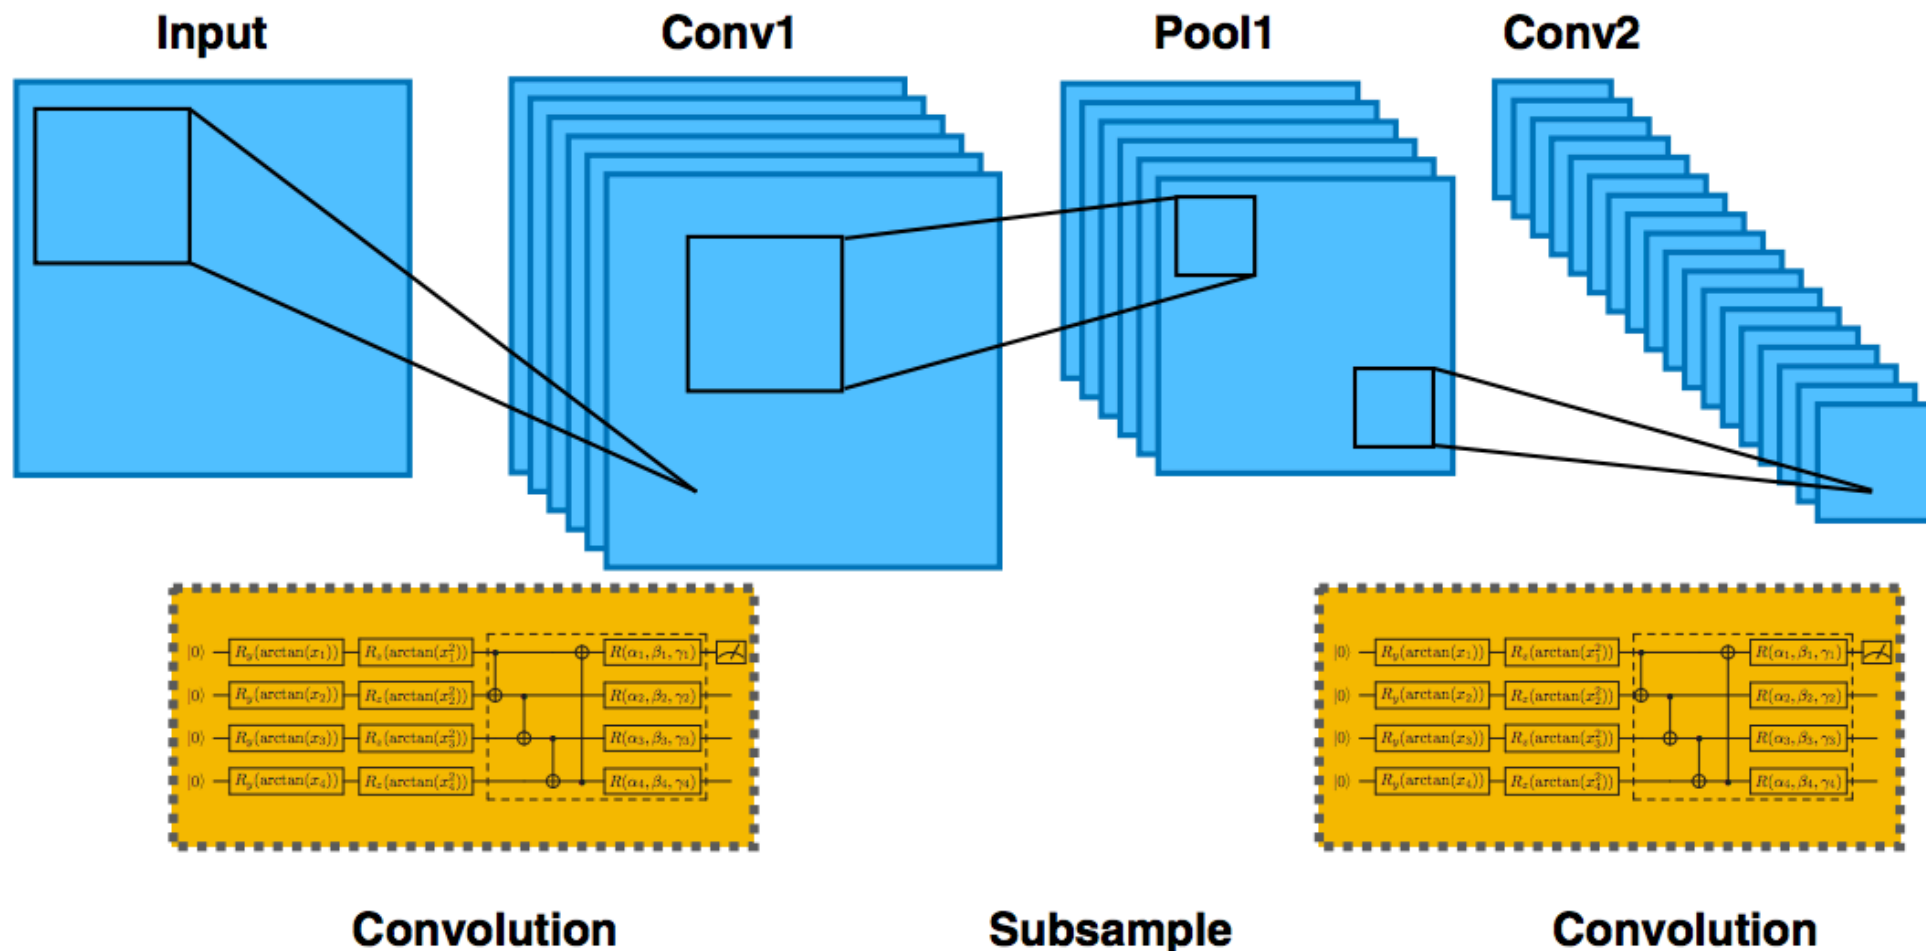 Input Conv1 Pool1 Conv2
|0⟩ R_y(arctan(x_1)) R_z(arctan(x_1^2)) R(α_1, β_1, γ_1)
|0⟩ R_y(arctan(x_2)) R_z(arctan(x_2^2)) R(α_2, β_2, γ_2)
|0⟩ R_y(arctan(x_3)) R_z(arctan(x_3^2)) R(α_3, β_3, γ_3)
|0⟩ R_y(arctan(x_4)) R_z(arctan(x_4^2)) R(α_4, β_4, γ_4)
|0⟩ R_y(arctan(x_1)) R_z(arctan(x_1^2)) R(α_1, β_1, γ_1)
|0⟩ R_y(arctan(x_2)) R_z(arctan(x_2^2)) R(α_2, β_2, γ_2)
|0⟩ R_y(arctan(x_3)) R_z(arctan(x_3^2)) R(α_3, β_3, γ_3)
|0⟩ R_y(arctan(x_4)) R_z(arctan(x_4^2)) R(α_4, β_4, γ_4)
Convolution Subsample Convolution